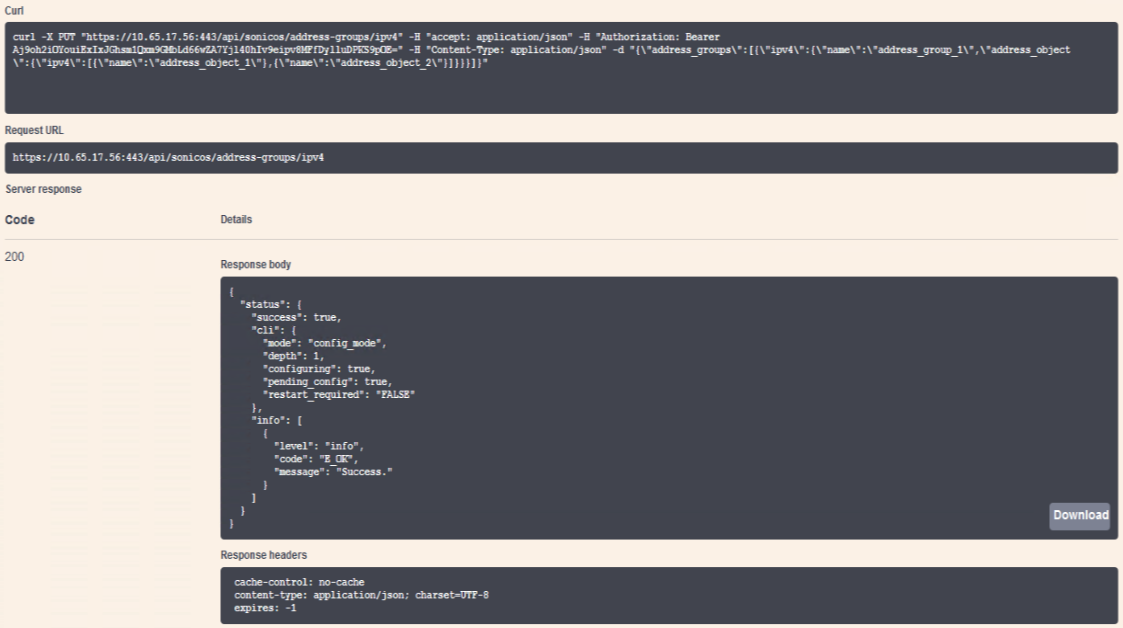 Curl
curl -X PUT "https://10.65.17.56:443/api/sonicos/address-groups/ipv4" -H "accept: application/json" -H "Authorization: Bearer
-H "Content-Type: application/json" -d "{\"address_groups\":[{\"ipv4\":{\"name\":\"address_group_1\",\"address_object
\":{\"ipv4\":[{\"name\":\"address_object_1\"},{\"name\":\"address_object_2\"}]}}}]}"
Request URL
https://10.65.17.56:443/api/sonicos/address-groups/ipv4
Server response
Code
Details
200
Response body
{
"status": {
"success": true,
"cli": {
"mode": "config_mode",
"depth": 1,
"configuring": true,
"pending_config": true,
"restart_required": "FALSE"
},
"info": [
{
"level": "info",
"code": "E_OK",
"message": "Success."
}
]
}
}
Download
Response headers
cache-control: no-cache
content-type: application/json; charset=UTF-8
expires: -1